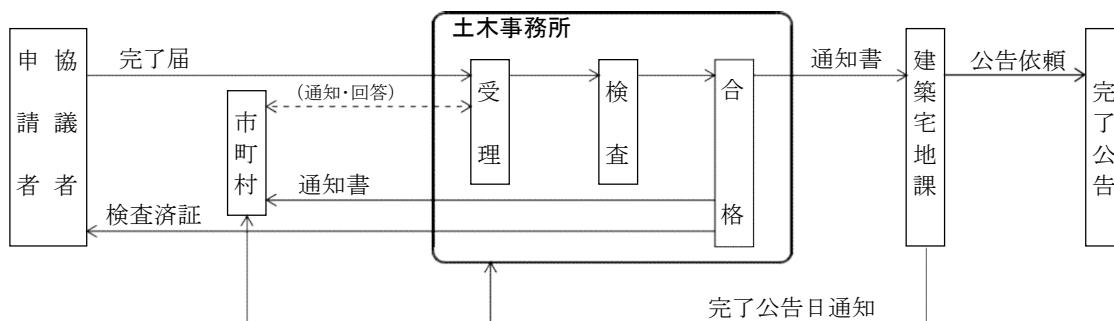 土木事務所
協議者
申請者
完了届
(通知・回答)
市町村
受理
検査
合格
通知書
建築宅地課
公告依頼
完了公告
通知書
検査済証
完了公告日通知